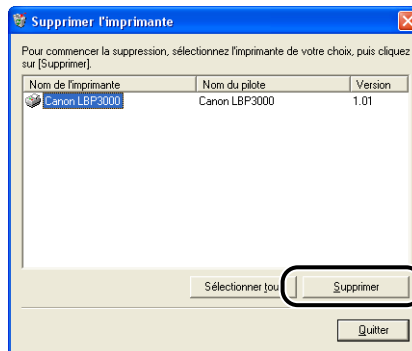 Supprimer l'imprimante
Pour commencer la suppression, sélectionnez l'imprimante de votre choix, puis cliquez
sur [Supprimer].
Nom de l'imprimante Nom du pilote Version
Canon LBP3000 Canon LBP3000 1.01
Sélectionner tou Supprimer
Quitter